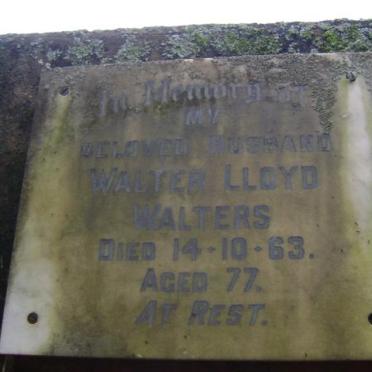 In Memory of
MY
BELOVED HUSBAND
WALTER LLOYD
WALTERS
DIED 14-10-63.
AGED 77.
AT REST.